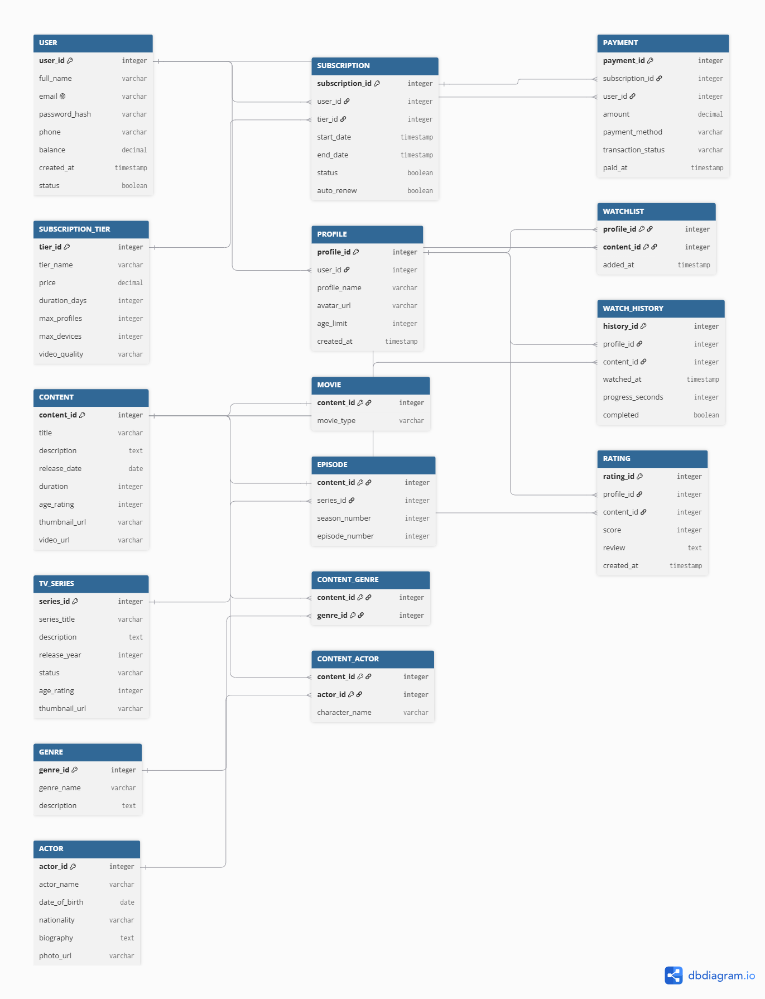 USER
user_id integer
full_name varchar
email varchar
password_hash varchar
phone varchar
balance decimal
created_at timestamp
status boolean
SUBSCRIPTION_TIER
tier_id integer
tier_name varchar
price decimal
duration_days integer
max_profiles integer
max_devices integer
video_quality varchar
CONTENT
content_id integer
title varchar
description text
release_date date
duration integer
age_rating integer
thumbnail_url varchar
video_url varchar
TV_SERIES
series_id integer
series_title varchar
description text
release_year integer
status varchar
age_rating integer
thumbnail_url varchar
GENRE
genre_id integer
genre_name varchar
description text
ACTOR
actor_id integer
actor_name varchar
date_of_birth date
nationality varchar
biography text
photo_url varchar
SUBSCRIPTION
subscription_id integer
user_id integer
tier_id integer
start_date timestamp
end_date timestamp
status boolean
auto_renew boolean
PROFILE
profile_id integer
user_id integer
profile_name varchar
avatar_url varchar
age_limit integer
created_at timestamp
MOVIE
content_id integer
movie_type varchar
EPISODE
content_id integer
series_id integer
season_number integer
episode_number integer
CONTENT_GENRE
content_id integer
genre_id integer
CONTENT_ACTOR
content_id integer
actor_id integer
character_name varchar
PAYMENT
payment_id integer
subscription_id integer
user_id integer
amount decimal
payment_method varchar
transaction_status varchar
paid_at timestamp
WATCHLIST
profile_id integer
content_id integer
added_at timestamp
WATCH_HISTORY
history_id integer
profile_id integer
content_id integer
watched_at timestamp
progress_seconds integer
completed boolean
RATING
rating_id integer
profile_id integer
content_id integer
score integer
review text
created_at timestamp
dbdiagram.io